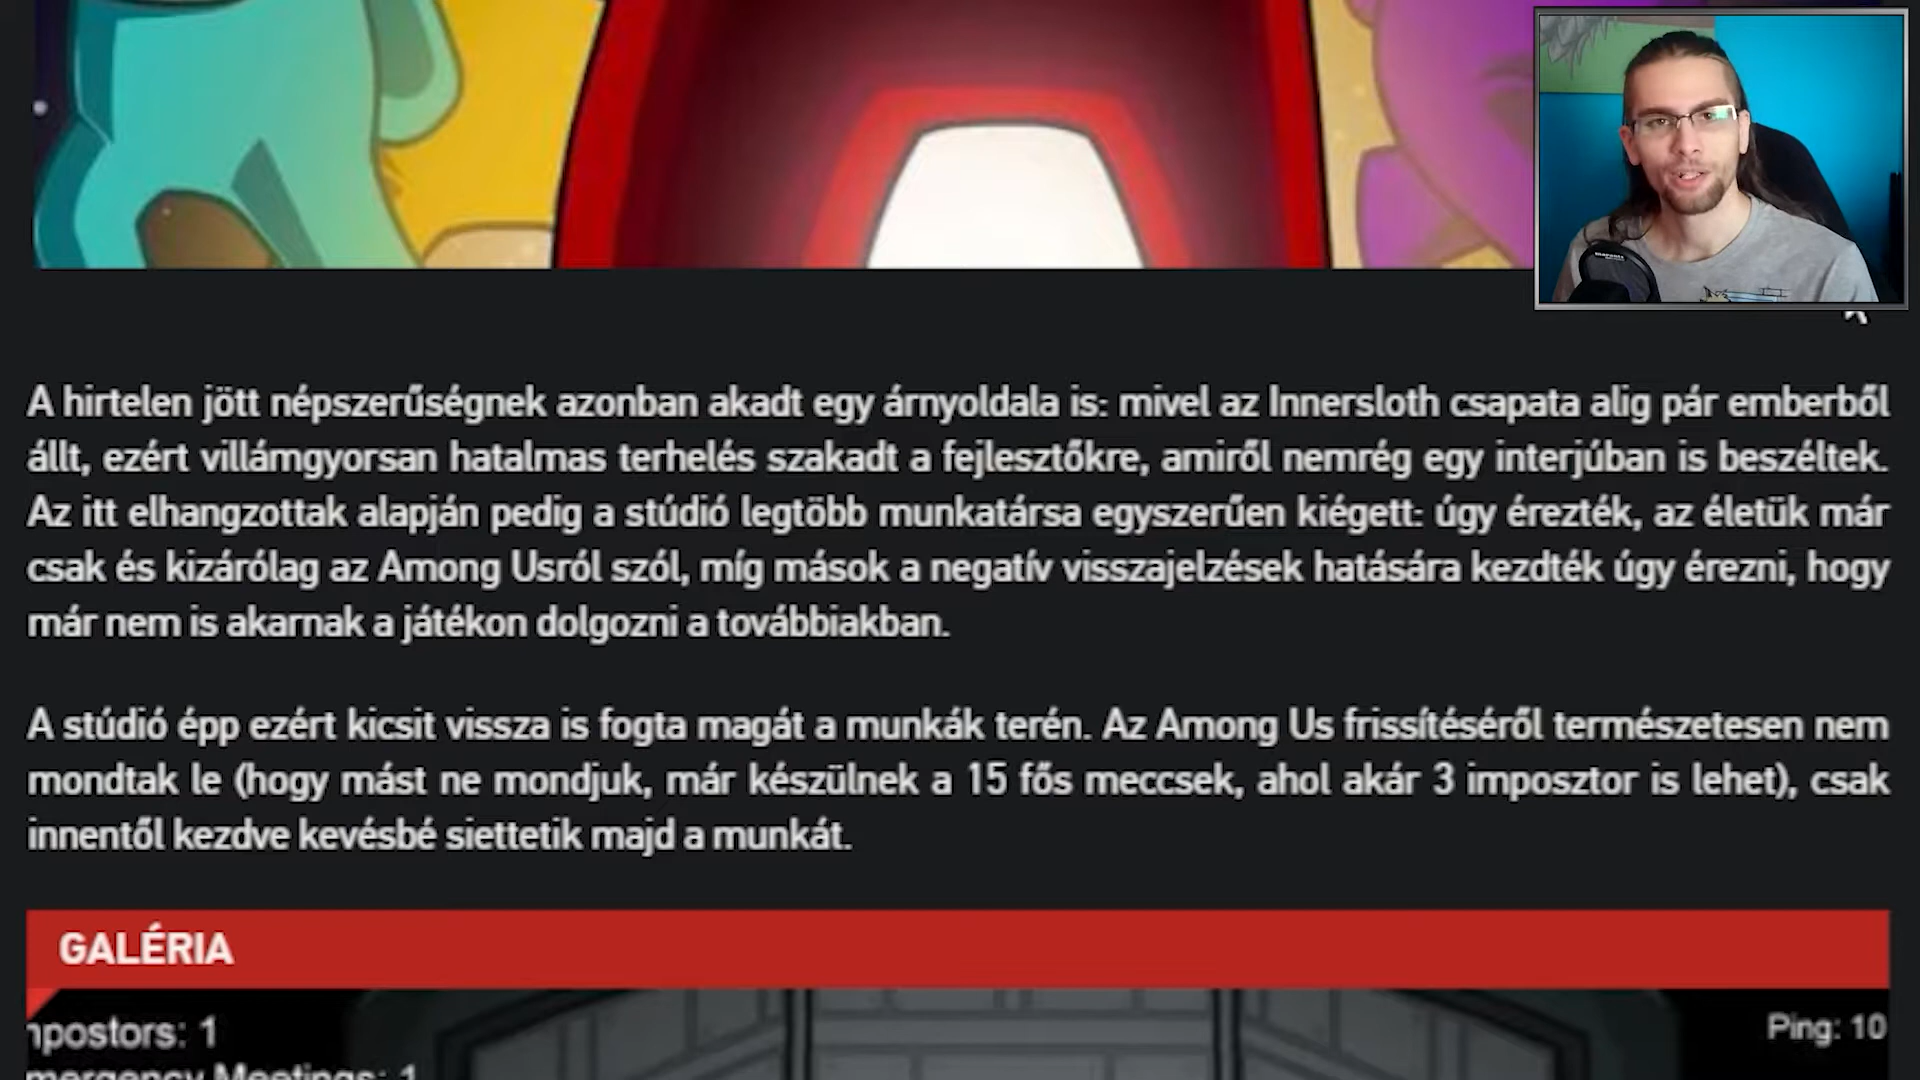 A hirtelen jött népszerűségnek azonban akadt egy árnyoldala is: mivel az Innersloth csapata alig pár emberből
állt, ezért villámgyorsan hatalmas terhelés szakadt a fejlesztőkre, amiről nemrég egy interjúban is beszéltek.
Az itt elhangzottak alapján pedig a stúdió legtöbb munkatársa egyszerűen kiégett: úgy érezték, az életük már
csak és kizárólag az Among Usról szól, míg mások a negatív visszajelzések hatására kezdték úgy érezni, hogy
már nem is akarnak a játékon dolgozni a továbbiakban.
A stúdió épp ezért kicsit vissza is fogta magát a munkák terén. Az Among Us frissítéséről természetesen nem
mondtak le (hogy mást ne mondjuk, már készülnek a 15 fős meccsek, ahol akár 3 imposztor is lehet), csak
innentől kezdve kevésbé siettetik majd a munkát.
GALÉRIA
mpostors: 1
Ping: 10
mergency Meetings: 1